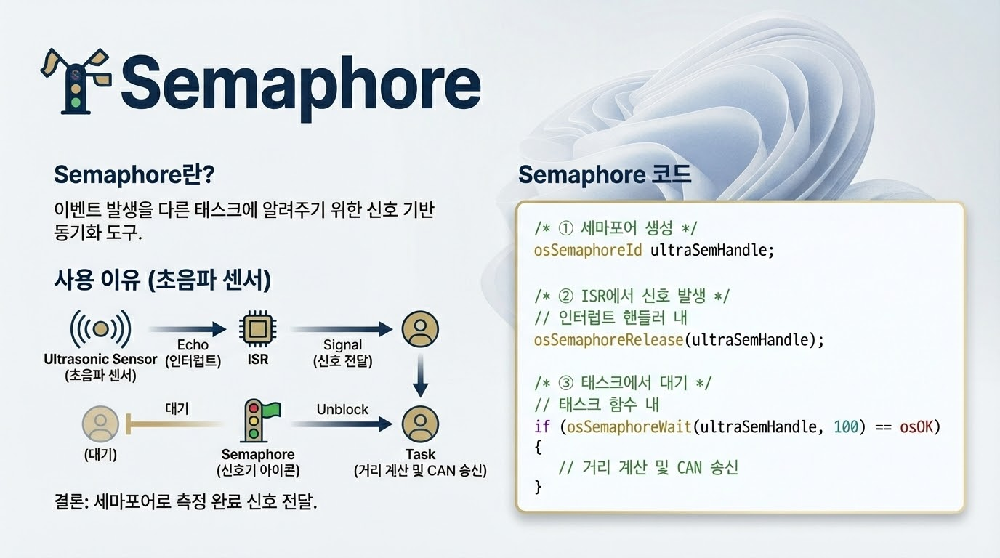 Semaphore
Semaphore란?
이벤트 발생을 다른 태스크에 알려주기 위한 신호 기반
동기화 도구.
사용 이유 (초음파 센서)
Ultrasonic Sensor
(초음파 센서)
Echo
(인터럽트)
ISR
Signal
(신호 전달)
(대기)
대기
Semaphore
(신호기 아이콘)
Unblock
Task
(거리 계산 및 CAN 송신)
결론: 세마포어로 측정 완료 신호 전달.
Semaphore 코드
/* ① 세마포어 생성 */
osSemaphoreId ultraSemHandle;
/* ② ISR에서 신호 발생 */
// 인터럽트 핸들러 내
osSemaphoreRelease(ultraSemHandle);
/* ③ 태스크에서 대기 */
// 태스크 함수 내
if (osSemaphoreWait(ultraSemHandle, 100) == osOK)
{
// 거리 계산 및 CAN 송신
}